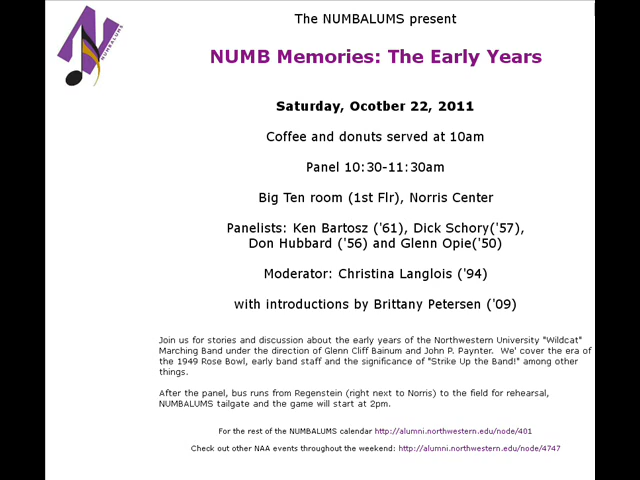 NUMBALUMS
The NUMBALUMS present
NUMB Memories: The Early Years
Saturday, Ocotber 22, 2011
Coffee and donuts served at 10am
Panel 10:30-11:30am
Big Ten room (1st Flr), Norris Center
Panelists: Ken Bartosz ('61), Dick Schory('57),
Don Hubbard ('56) and Glenn Opie('50)
Moderator: Christina Langlois ('94)
with introductions by Brittany Petersen ('09)
Join us for stories and discussion about the early years of the Northwestern University "Wildcat"
Marching Band under the direction of Glenn Cliff Bainum and John P. Paynter.  We' cover the era of
the 1949 Rose Bowl, early band staff and the significance of "Strike Up the Band!" among other
things.
After the panel, bus runs from Regenstein (right next to Norris) to the field for rehearsal,
NUMBALUMS tailgate and the game will start at 2pm.
For the rest of the NUMBALUMS calendar http://alumni.northwestern.edu/node/401
Check out other NAA events throughout the weekend: http://alumni.northwestern.edu/node/4747